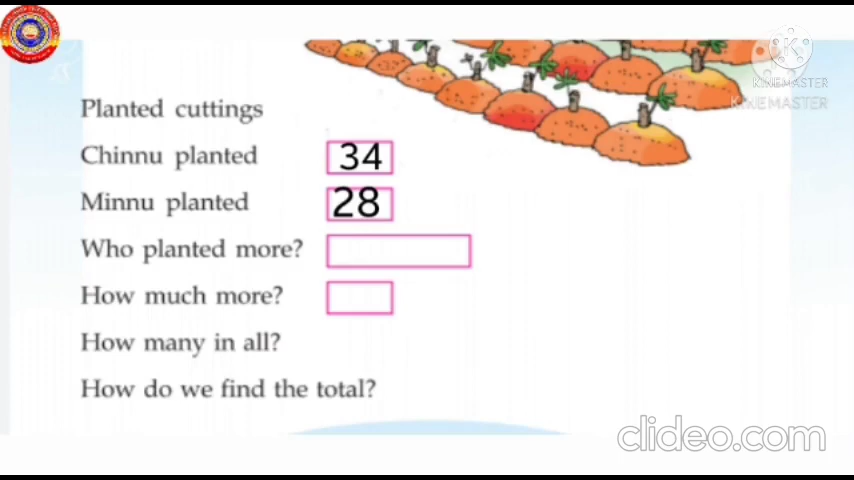 KINEMASTER
KINEMASTER
Planted cuttings
Chinnu planted 34
Minnu planted 28
Who planted more?
How much more?
How many in all?
How do we find the total?
clideo.com